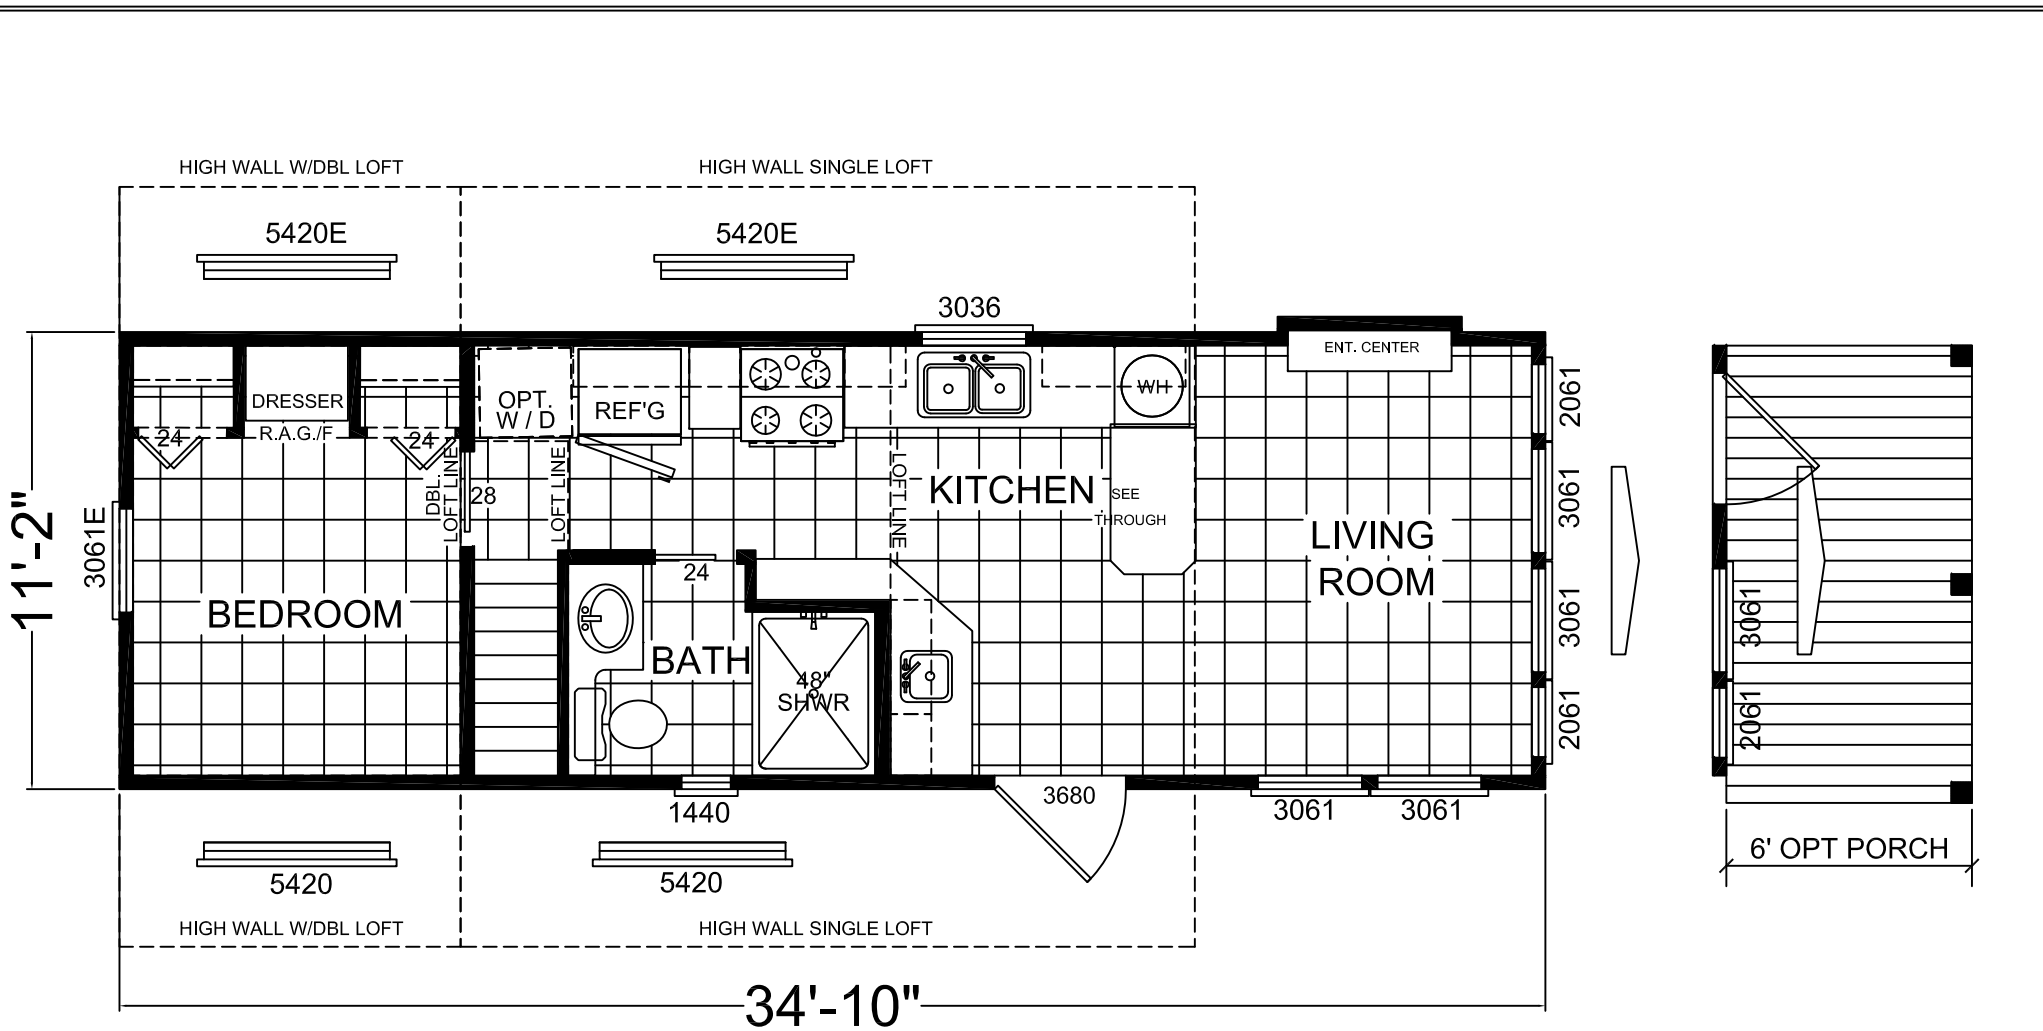 HIGH WALL W/DBL LOFT
HIGH WALL SINGLE LOFT
5420E
5420E
3036
ENT. CENTER
WH
DRESSER
R.A.G./F
OPT.
W / D
REF'G
24
24
2061
3061
3061
2061
11'-2"
3061E
DBL.
LOFT LINE
28
LOFT LINE
LOFT LINE
KITCHEN
SEE
THROUGH
LIVING
ROOM
BEDROOM
24
BATH
48"
SHWR
3061
2061
1440
3680
3061
3061
5420
5420
6' OPT PORCH
HIGH WALL W/DBL LOFT
HIGH WALL SINGLE LOFT
34'-10"